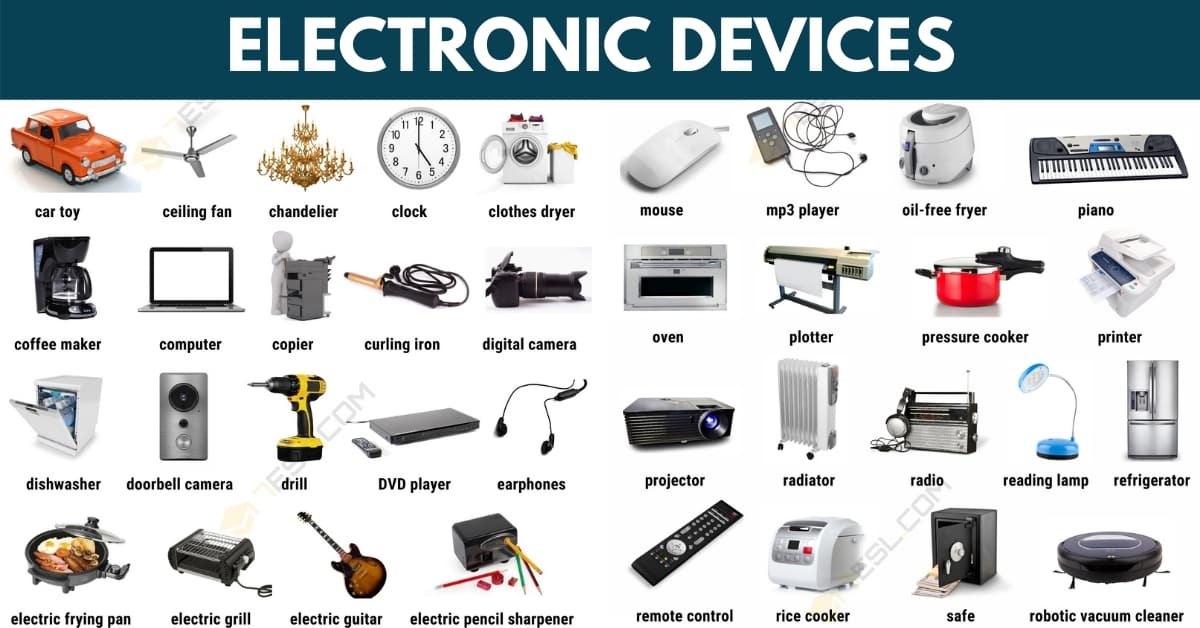 ELECTRONIC DEVICES
car toy
ceiling fan
chandelier
clock
clothes dryer
mouse
mp3 player
oil-free fryer
piano
coffee maker
computer
copier
curling iron
digital camera
oven
plotter
pressure cooker
printer
dishwasher
doorbell camera
drill
DVD player
earphones
projector
radiator
radio
reading lamp
refrigerator
electric frying pan
electric grill
electric guitar
electric pencil sharpener
remote control
rice cooker
safe
robotic vacuum cleaner
7ESL.COM
7ESL.COM